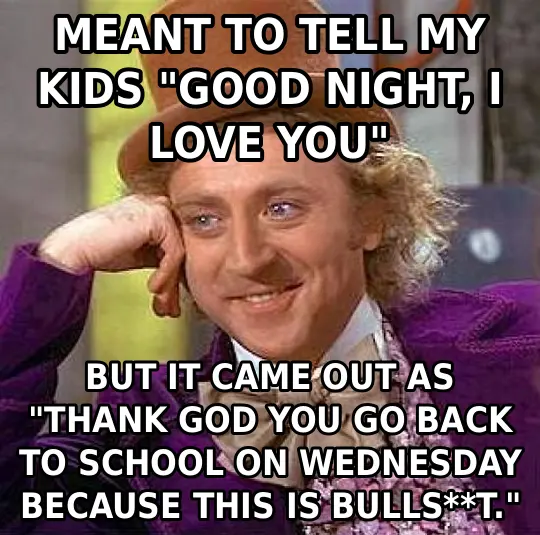 MEANT TO TELL MY
KIDS "GOOD NIGHT, I
LOVE YOU"
BUT IT CAME OUT AS
"THANK GOD YOU GO BACK
TO SCHOOL ON WEDNESDAY
BECAUSE THIS IS BULLS**T."